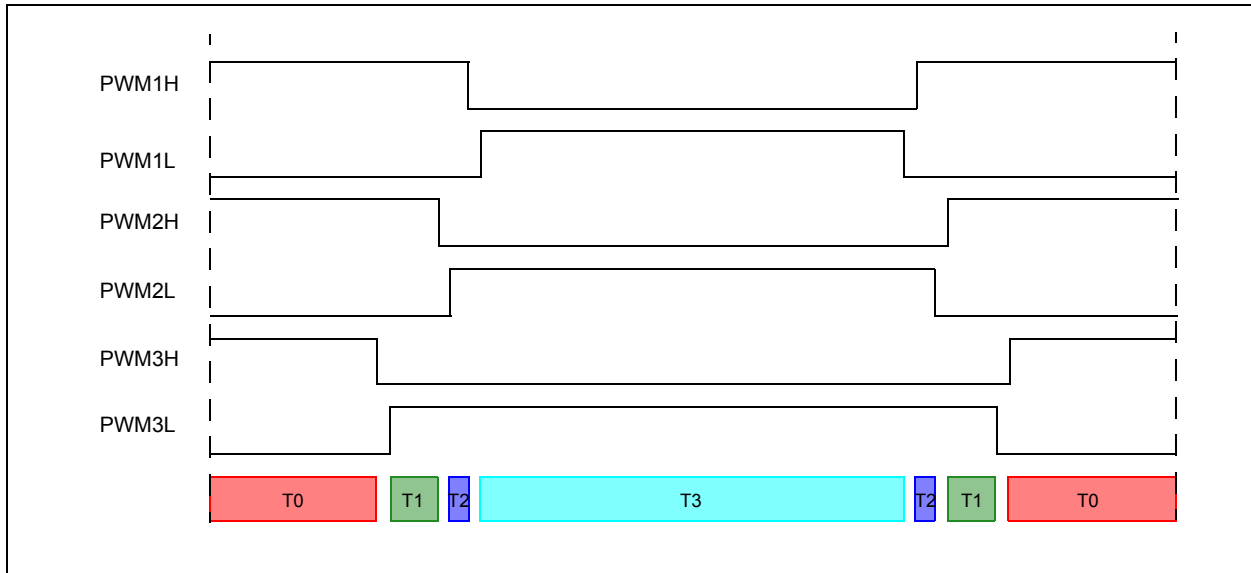 PWM1H
PWM1L
PWM2H
PWM2L
PWM3H
PWM3L
T0 T1 T2 T3 T2 T1 T0